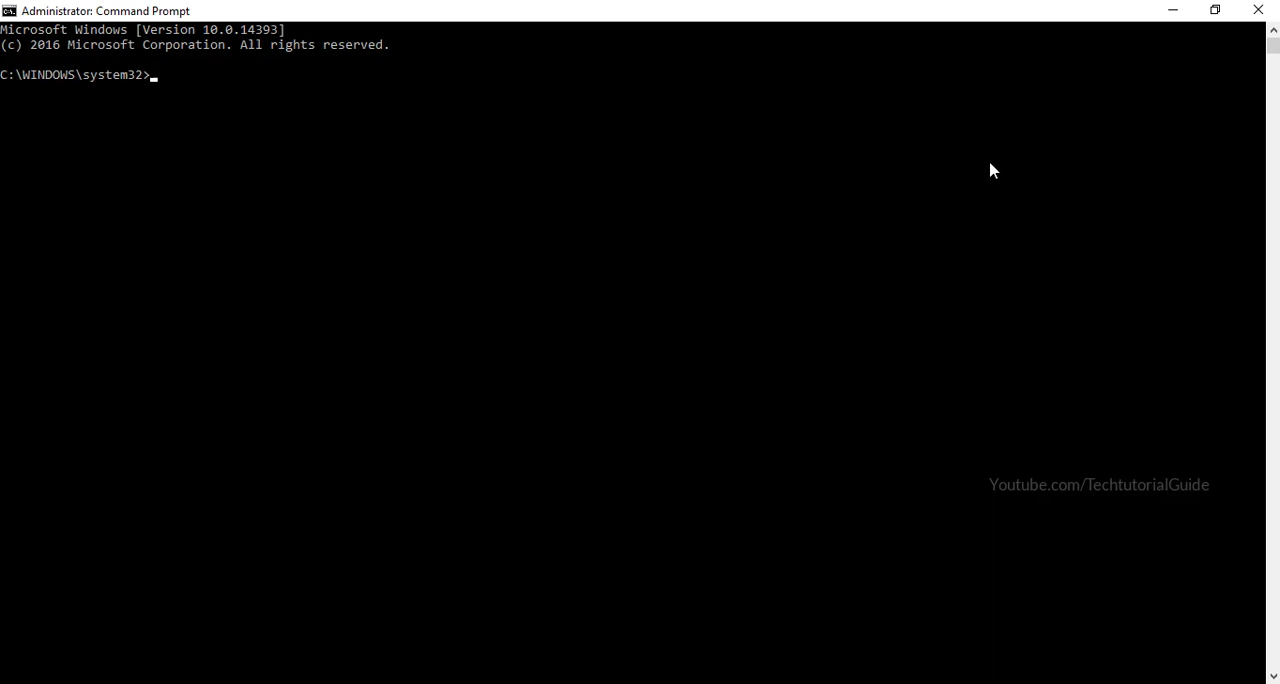 Administrator: Command Prompt
Microsoft Windows [Version 10.0.14393]
(c) 2016 Microsoft Corporation. All rights reserved.
C:\WINDOWS\system32>
Youtube.com/TechtutorialGuide